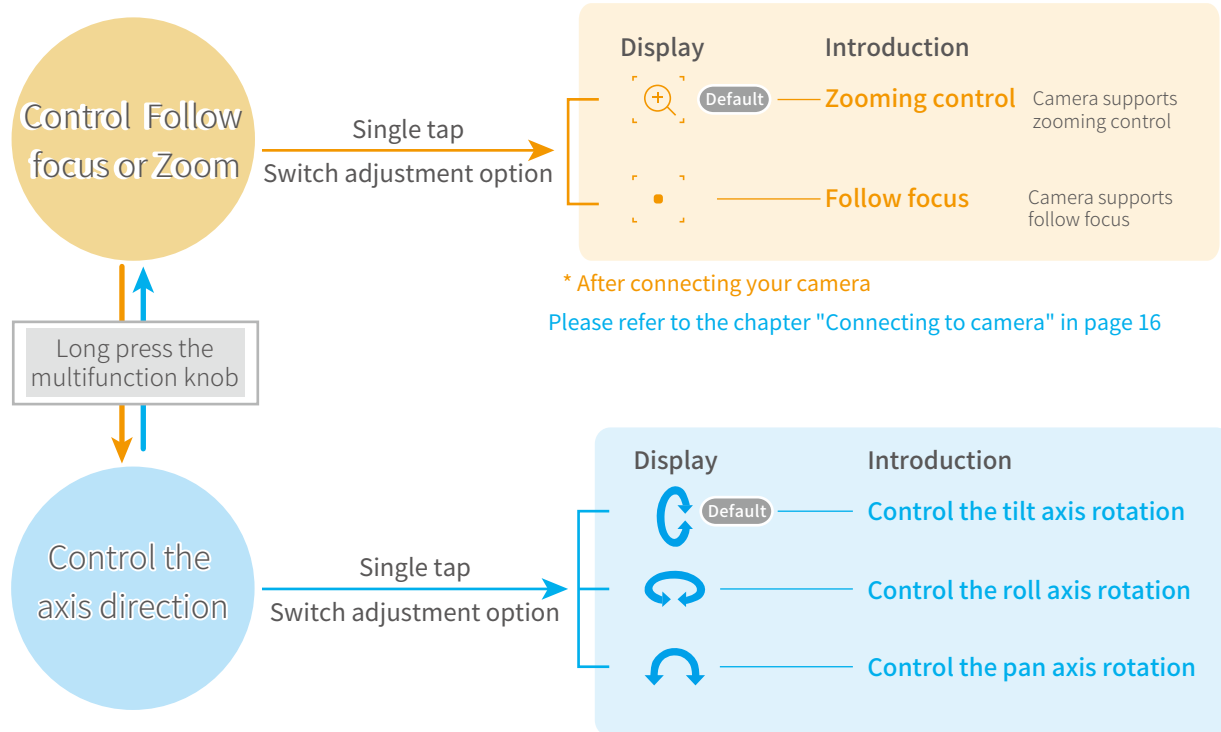 Control Follow
focus or Zoom
Single tap
Switch adjustment option
Display Introduction
Default Zooming control Camera supports
zooming control
Follow focus Camera supports
follow focus
* After connecting your camera
Please refer to the chapter "Connecting to camera" in page 16
Long press the
multifunction knob
Control the
axis direction
Single tap
Switch adjustment option
Display Introduction
Default Control the tilt axis rotation
Control the roll axis rotation
Control the pan axis rotation